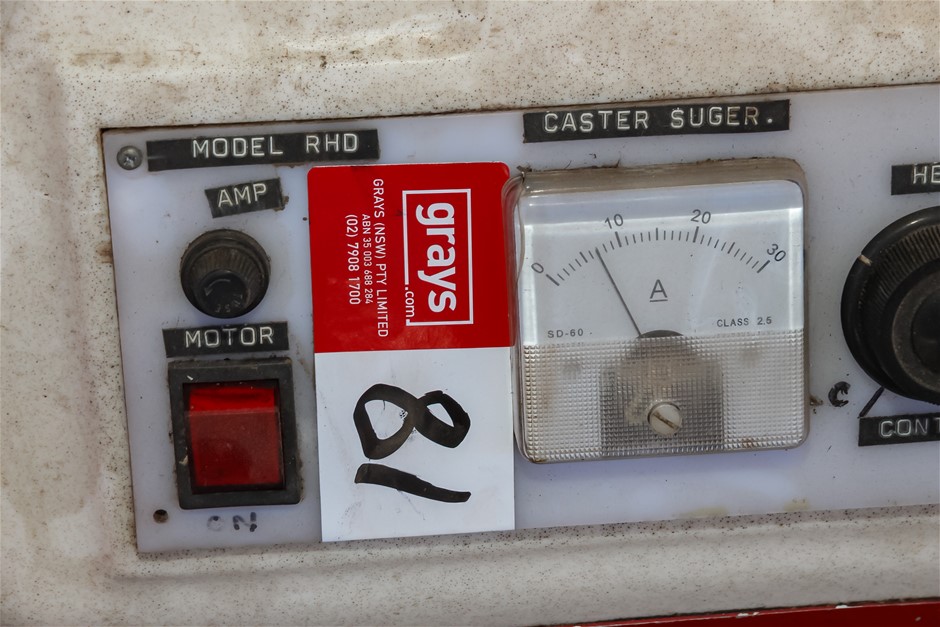 MODEL RHD
CASTER SUGER.
HE
AMP
grays
.com
GRAYS (NSW) PTY LIMITED
ABN 35 003 688 284
(02) 7908 1700
0 10 20 30
A
SD-60
CLASS 2.5
MOTOR
81
C
CONT
ON